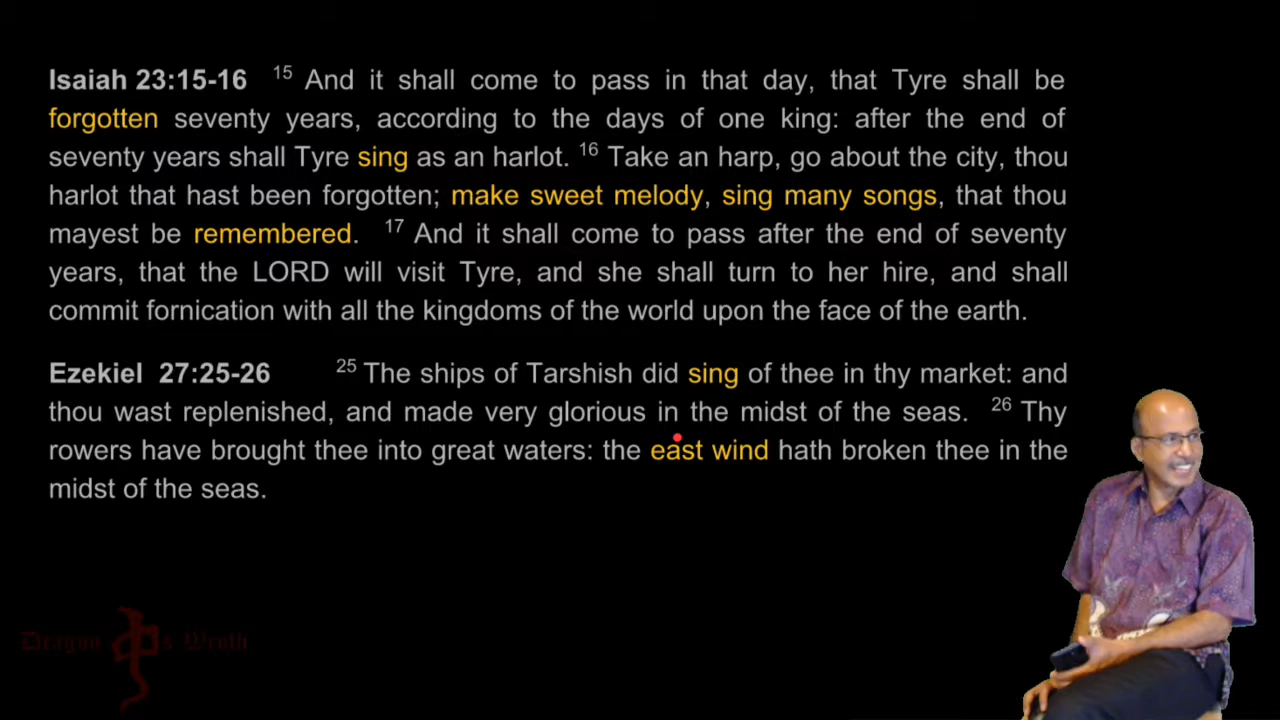 Isaiah 23:15-16 15 And it shall come to pass in that day, that Tyre shall be
forgotten seventy years, according to the days of one king: after the end of
seventy years shall Tyre sing as an harlot. 16 Take an harp, go about the city, thou
harlot that hast been forgotten; make sweet melody, sing many songs, that thou
mayest be remembered. 17 And it shall come to pass after the end of seventy
years, that the LORD will visit Tyre, and she shall turn to her hire, and shall
commit fornication with all the kingdoms of the world upon the face of the earth.
Ezekiel 27:25-26 25 The ships of Tarshish did sing of thee in thy market: and
thou wast replenished, and made very glorious in the midst of the seas. 26 Thy
rowers have brought thee into great waters: the east wind hath broken thee in the
midst of the seas.
Dragon s Wroth